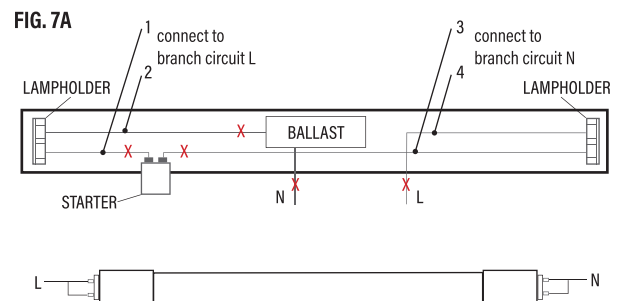 FIG. 7A
1 connect to
branch circuit L
2
3 connect to
branch circuit N
4
LAMPHOLDER
LAMPHOLDER
BALLAST
STARTER
N
L
L
N